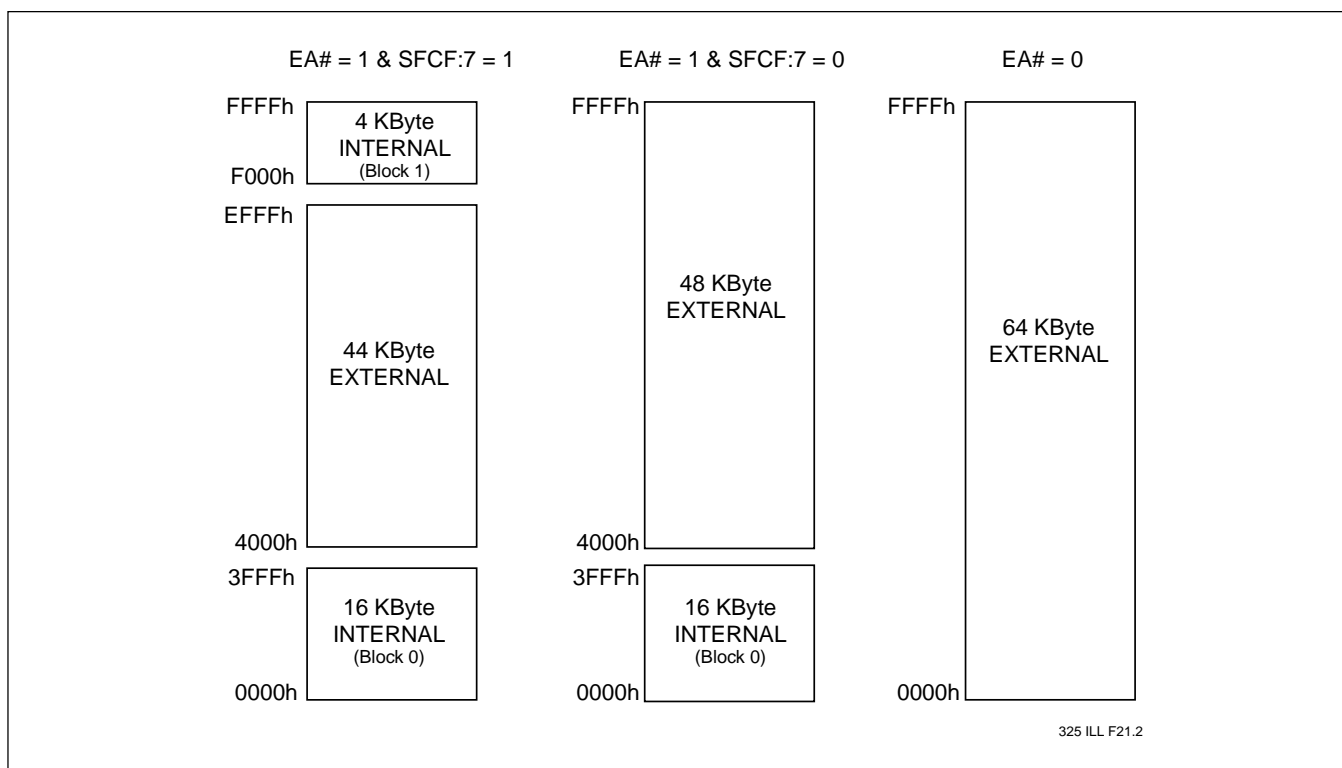 EA# = 1 & SFCF:7 = 1
FFFFh
4 KByte
INTERNAL
(Block 1)
F000h
EFFFh
44 KByte
EXTERNAL
4000h
3FFFh
16 KByte
INTERNAL
(Block 0)
0000h
EA# = 1 & SFCF:7 = 0
FFFFh
48 KByte
EXTERNAL
4000h
3FFFh
16 KByte
INTERNAL
(Block 0)
0000h
EA# = 0
FFFFh
64 KByte
EXTERNAL
0000h
325 ILL F21.2